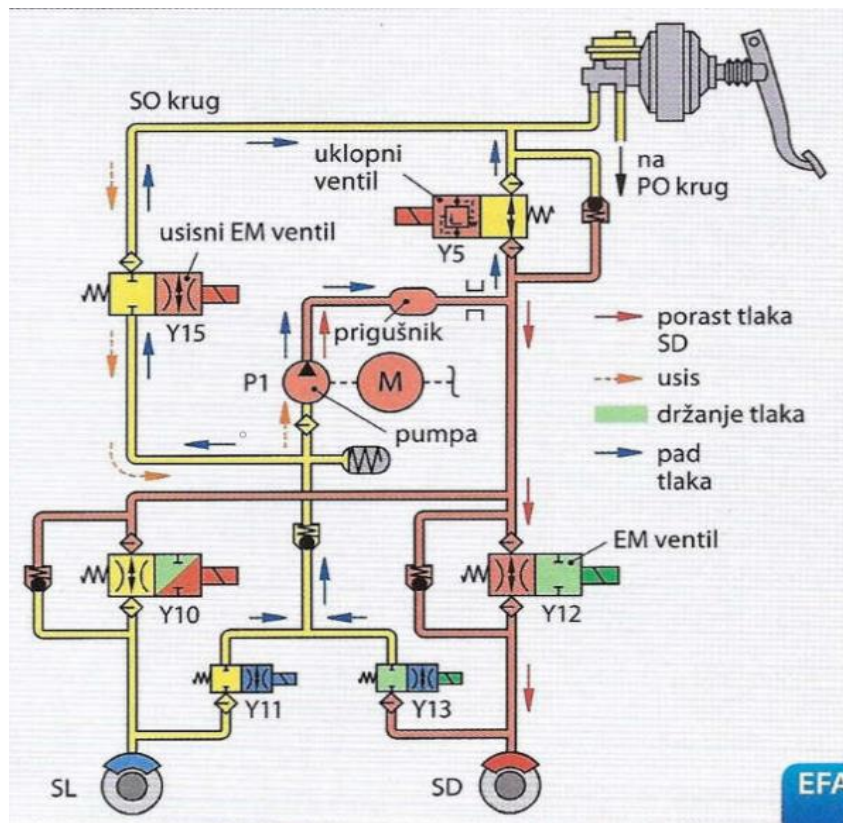 SO krug
uklopni
ventil
na
PO krug
usisni EM ventil
Y5
Y15
prigušnik
porast tlaka
SD
P1
M
usis
pumpa
držanje tlaka
pad
tlaka
EM ventil
Y10
Y12
Y11
Y13
SL
SD
EFA